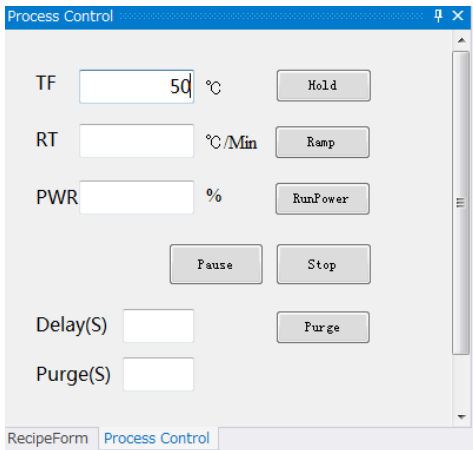 Process Control
TF 50 ℃ Hold
RT ℃/Min Ramp
PWR % RunPower
Pause Stop
Delay(S) Purge
Purge(S)
RecipeForm Process Control